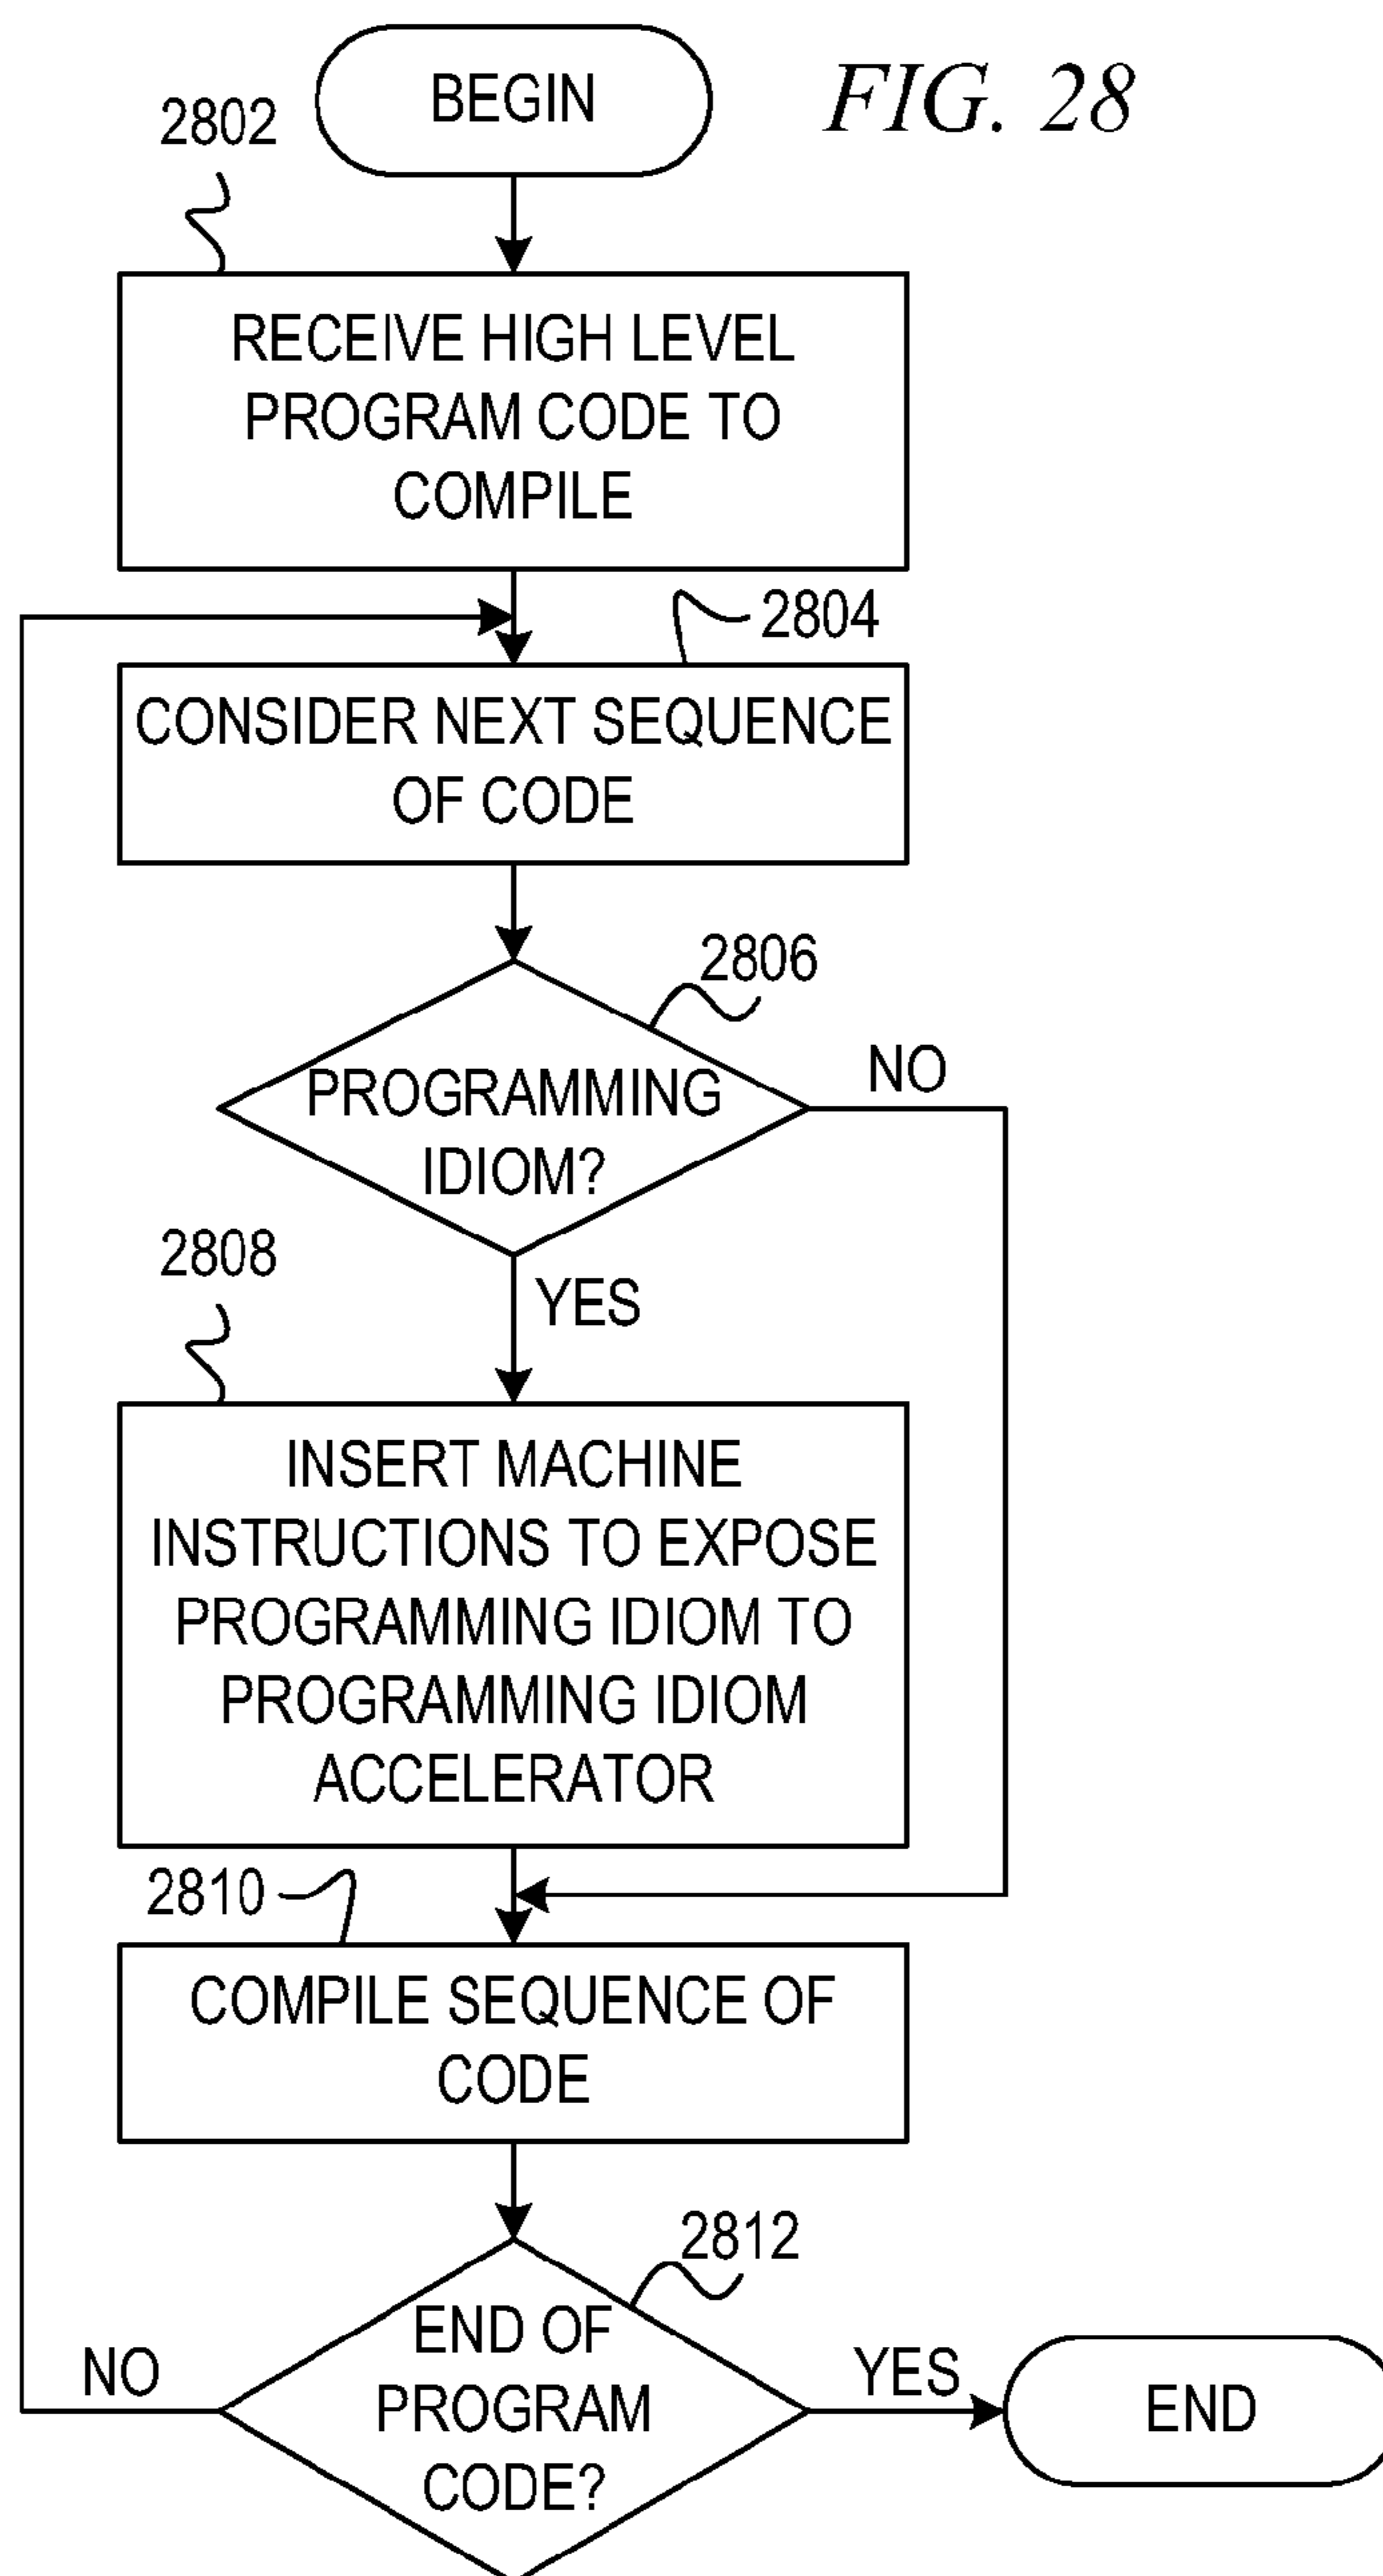 BEGIN
FIG. 28
2802
RECEIVE HIGH LEVEL
PROGRAM CODE TO
COMPILE
2804
CONSIDER NEXT SEQUENCE
OF CODE
2806
PROGRAMMING
IDIOM?
NO
2808
YES
INSERT MACHINE
INSTRUCTIONS TO EXPOSE
PROGRAMMING IDIOM TO
PROGRAMMING IDIOM
ACCELERATOR
2810
COMPILE SEQUENCE OF
CODE
2812
END OF
PROGRAM
CODE?
NO
YES
END